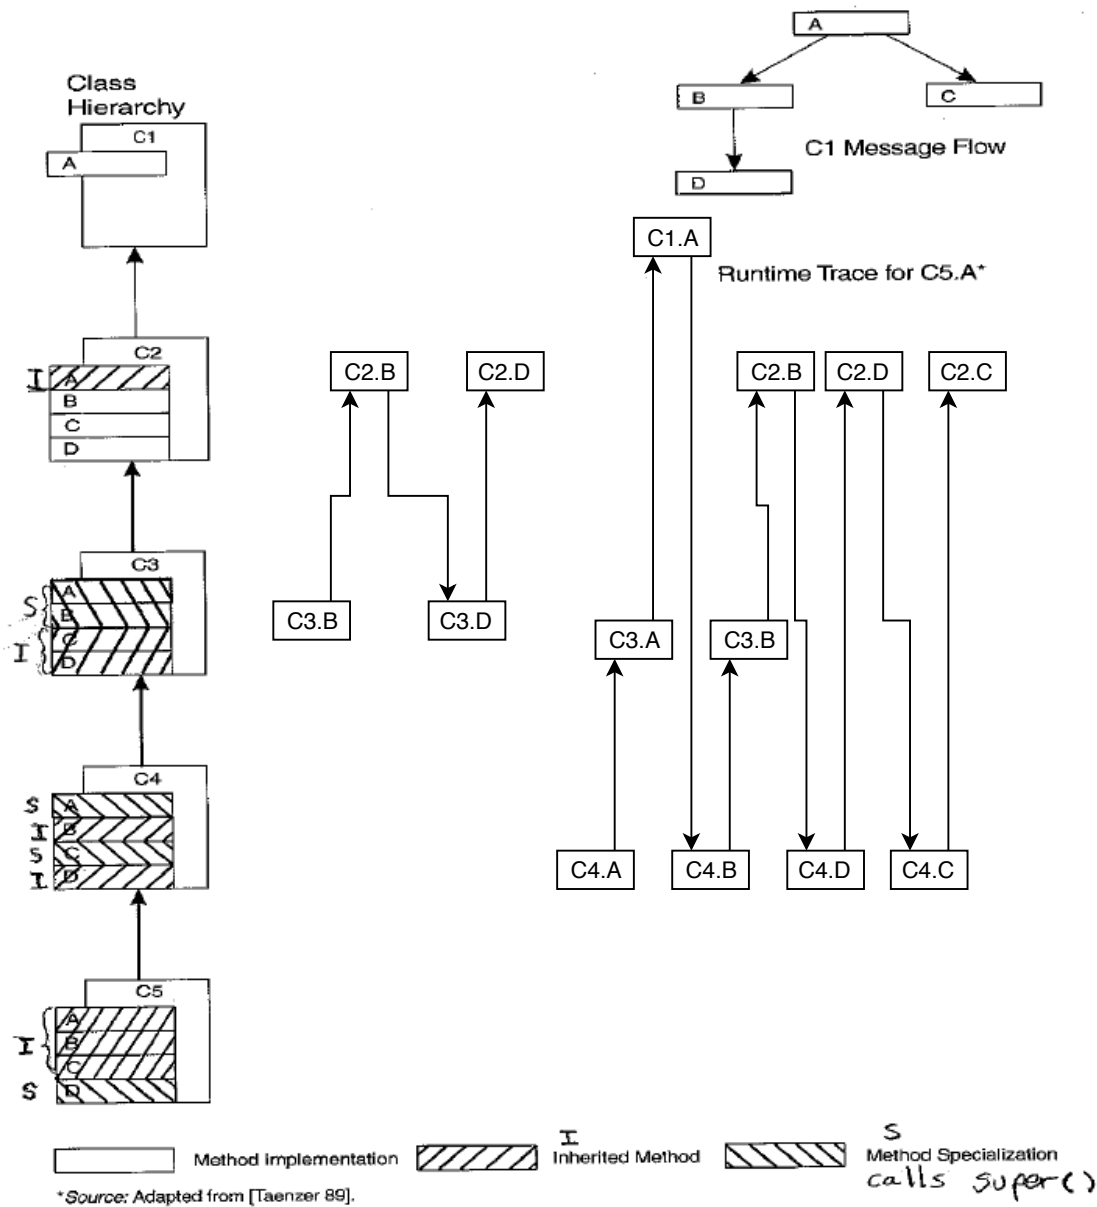 A
B
C
D
C1 Message Flow
Class
Hierarchy
C1
A
C1.A
Runtime Trace for C5.A*
C2
I
A
B
C
D
C2.B
C2.D
C2.B
C2.D
C2.C
C3
S
A
B
I
C
D
C3.B
C3.D
C3.A
C3.B
C4
S
A
I
B
S
C
I
D
C4.A
C4.B
C4.D
C4.C
C5
I
A
B
C
S
D
Method Implementation
I
Inherited Method
S
Method Specialization
calls super()
*Source: Adapted from [Taenzer 89].